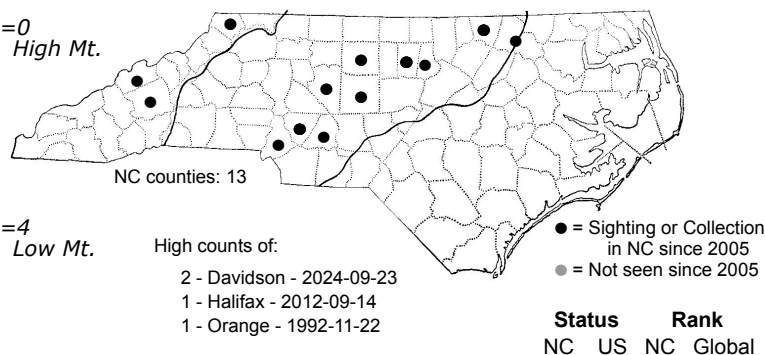 =0
High Mt.
NC counties: 13
=4
Low Mt.
High counts of:
2 - Davidson - 2024-09-23
1 - Halifax - 2012-09-14
1 - Orange - 1992-11-22
● = Sighting or Collection
in NC since 2005
● = Not seen since 2005
Status Rank
NC US NC Global